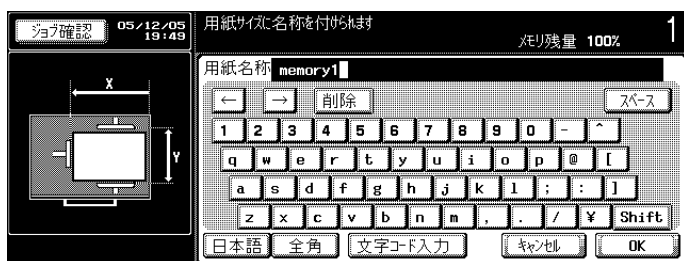 ジョブ確認 05/12/05 19:49
用紙サイズに名称を付けられます
メモリ残量 100% 1
用紙名称 memory1
← → 削除 スペース
1 2 3 4 5 6 7 8 9 0 - ^
q w e r t y u i o p @ [
a s d f g h j k l ; : ]
z x c v b n m , . / ¥ Shift
日本語 全角 文字コード入力 キャンセル OK
X
Y